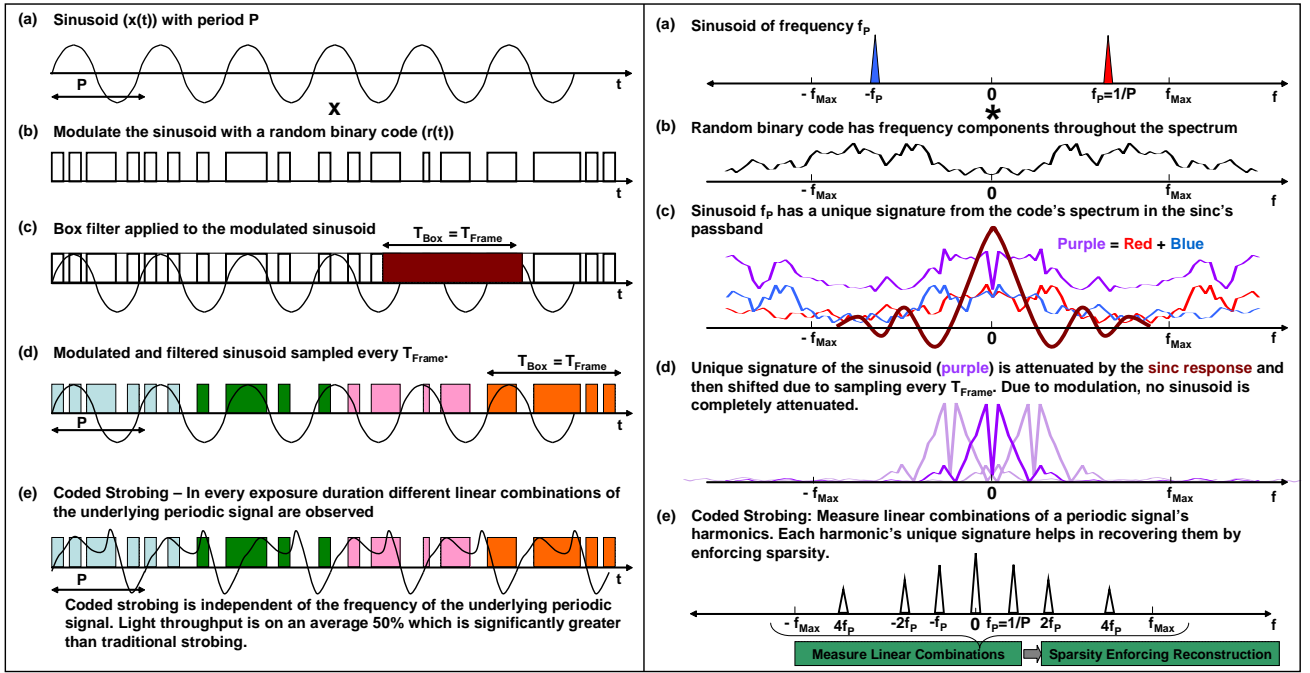 (a) Sinusoid (x(t)) with period P
P
t
x
(b) Modulate the sinusoid with a random binary code (r(t))
t
(c) Box filter applied to the modulated sinusoid
T_Box = T_Frame
t
(d) Modulated and filtered sinusoid sampled every T_Frame.
T_Box = T_Frame
P
t
(e) Coded Strobing – In every exposure duration different linear combinations of
the underlying periodic signal are observed
P
t
Coded strobing is independent of the frequency of the underlying periodic
signal. Light throughput is on an average 50% which is significantly greater
than traditional strobing.
(a) Sinusoid of frequency f_P
- f_Max -f_P 0 f_P=1/P f_Max f
*
(b) Random binary code has frequency components throughout the spectrum
- f_Max 0 f_Max f
(c) Sinusoid f_P has a unique signature from the code's spectrum in the sinc's
passband
Purple = Red + Blue
- f_Max 0 f_Max f
(d) Unique signature of the sinusoid (purple) is attenuated by the sinc response and
then shifted due to sampling every T_Frame. Due to modulation, no sinusoid is
completely attenuated.
- f_Max 0 f_Max f
(e) Coded Strobing: Measure linear combinations of a periodic signal's
harmonics. Each harmonic's unique signature helps in recovering them by
enforcing sparsity.
- f_Max 4f_P -2f_P -f_P 0 f_P=1/P 2f_P 4f_P f_Max f
Measure Linear Combinations
Sparsity Enforcing Reconstruction